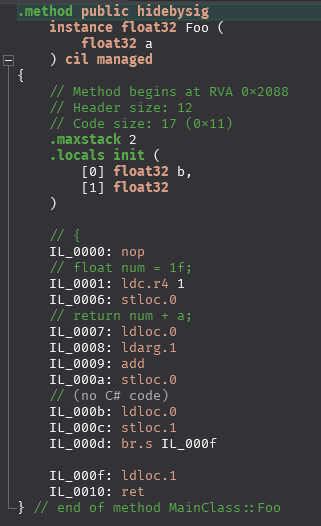 .method public hidebysig
instance float32 Foo (
float32 a
) cil managed
{
// Method begins at RVA 0×2088
// Header size: 12
// Code size: 17 (0×11)
.maxstack 2
.locals init (
[0] float32 b,
[1] float32
)
// {
IL_0000: nop
// float num = 1f;
IL_0001: ldc.r4 1
IL_0006: stloc.0
// return num + a;
IL_0007: ldloc.0
IL_0008: ldarg.1
IL_0009: add
IL_000a: stloc.0
// (no C# code)
IL_000b: ldloc.0
IL_000c: stloc.1
IL_000d: br.s IL_000f
IL_000f: ldloc.1
IL_0010: ret
} // end of method MainClass::Foo